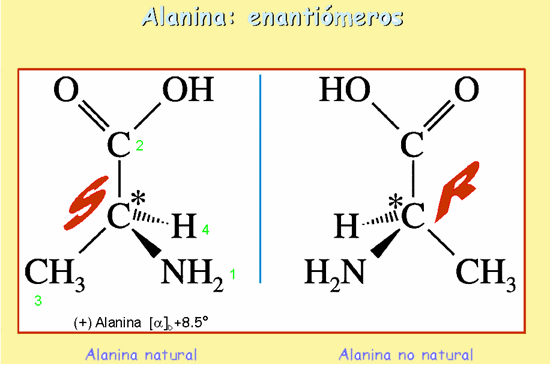 Alanina: enantiómeros
O OH HO O
C 2 C
S C* H 4 H *C R
CH₃ 3 NH₂ 1 H₂N CH₃
(+) Alanina [α]D+8.5°
Alanina natural Alanina no natural